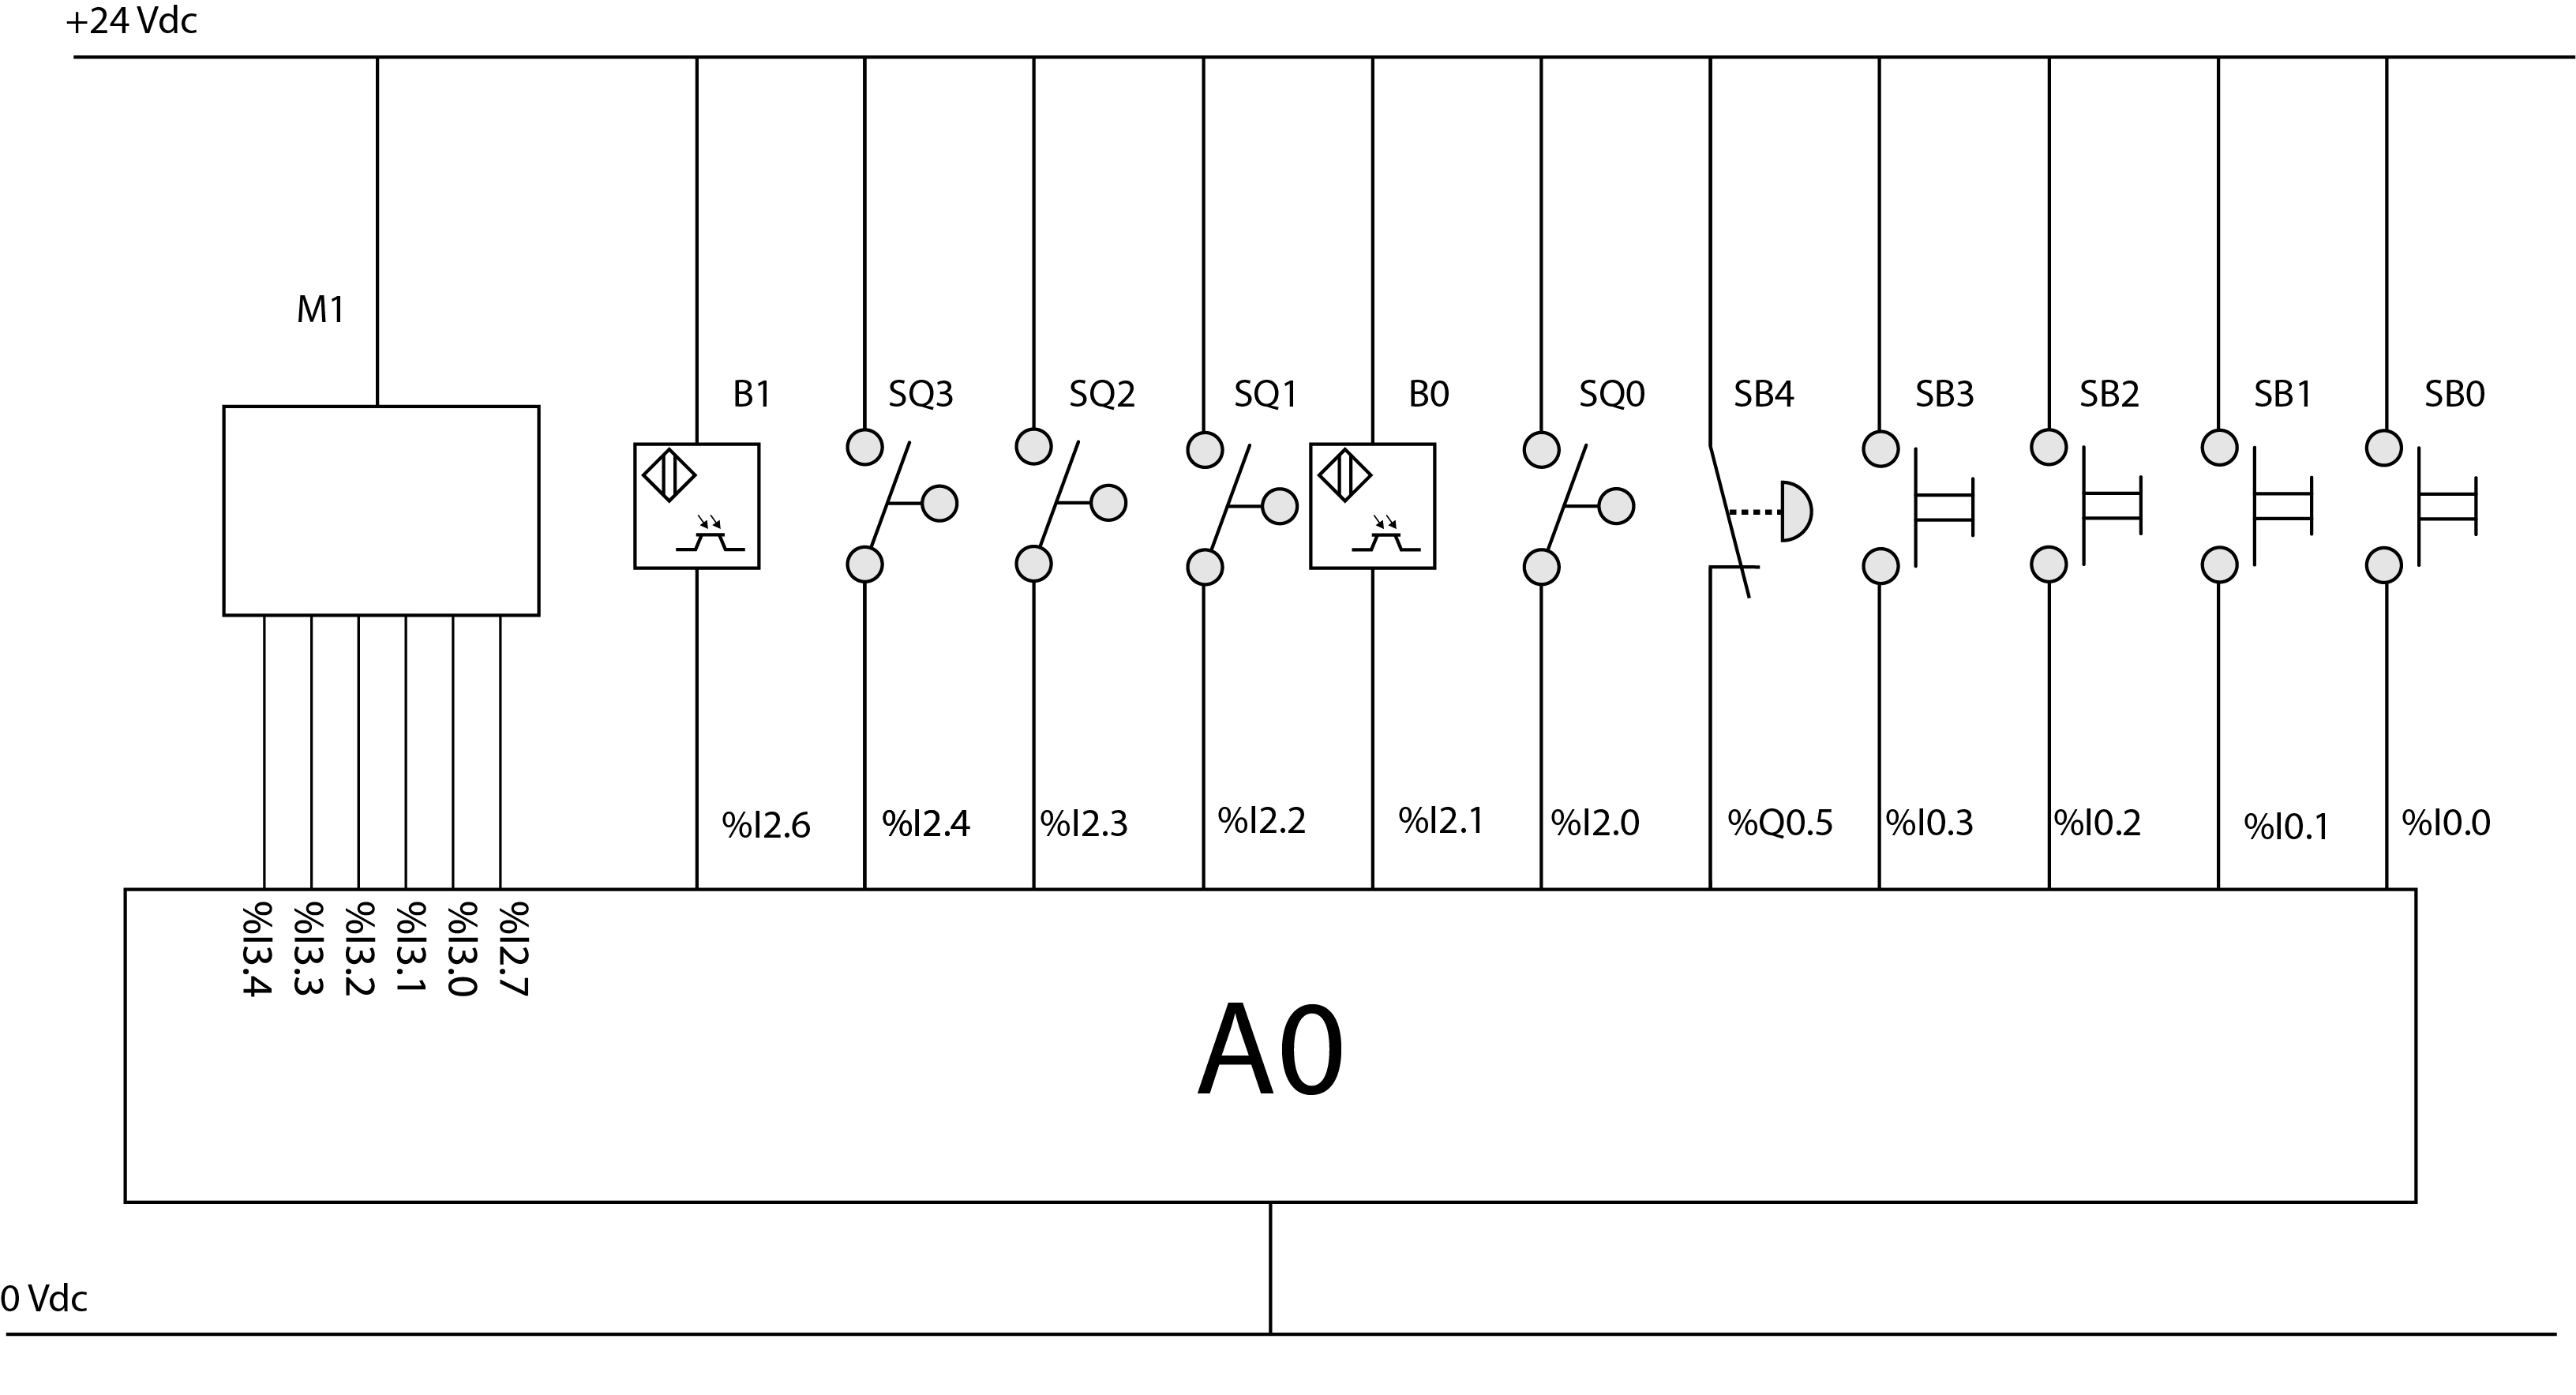 +24 Vdc
M1
B1
SQ3
SQ2
SQ1
B0
SQ0
SB4
SB3
SB2
SB1
SB0
%I2.6
%I2.4
%I2.3
%I2.2
%I2.1
%I2.0
%Q0.5
%I0.3
%I0.2
%I0.1
%I0.0
%I3.4
%I3.3
%I3.2
%I3.1
%I3.0
%I2.7
A0
0 Vdc